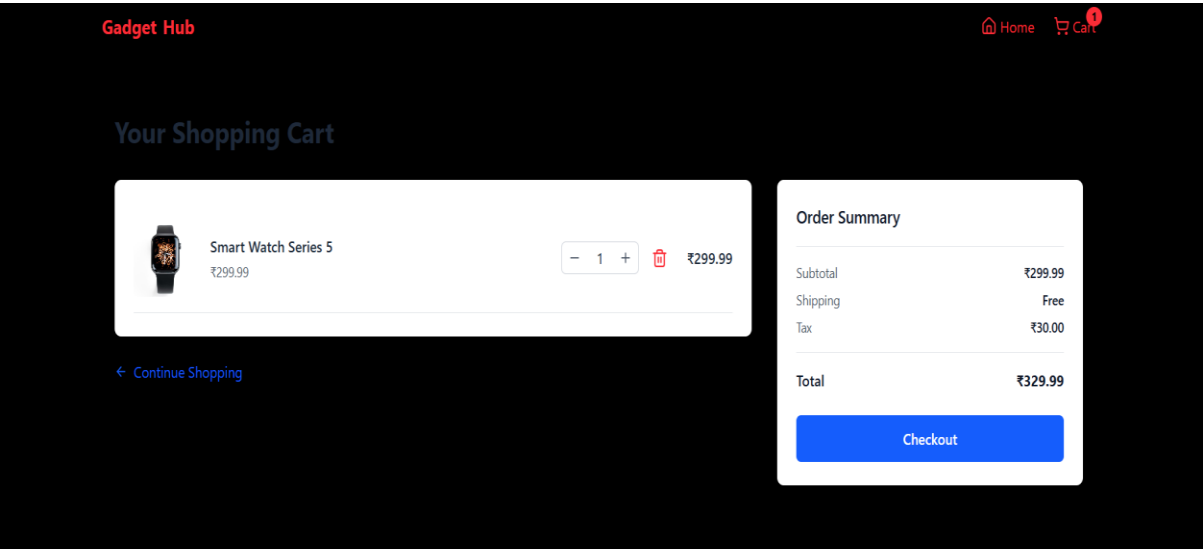 Gadget Hub
Home
Cart
1
Your Shopping Cart
Smart Watch Series 5
₹299.99
− 1 +
₹299.99
← Continue Shopping
Order Summary
Subtotal ₹299.99
Shipping Free
Tax ₹30.00
Total ₹329.99
Checkout